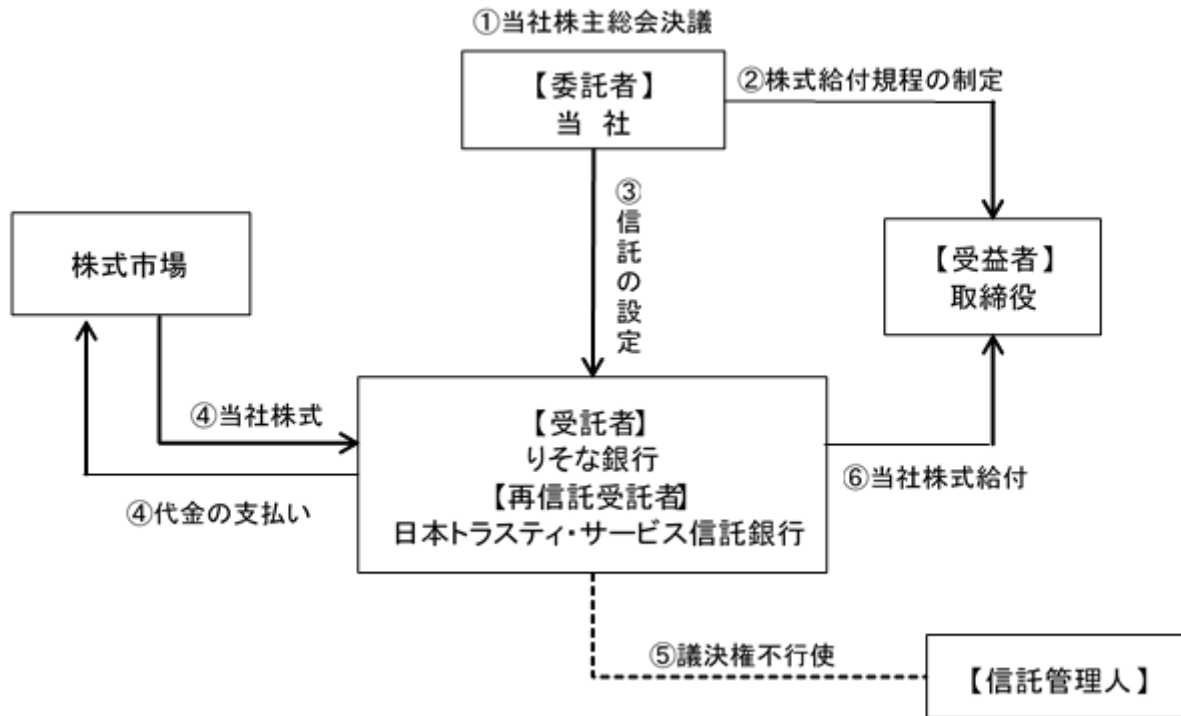 ①当社株主総会決議
【委託者】
当 社
②株式給付規程の制定
③信託の設定
株式市場
【受益者】
取締役
④当社株式
【受託者】
りそな銀行
【再信託受託者】
日本トラスティ・サービス信託銀行
④代金の支払い
⑥当社株式給付
⑤議決権不行使
【信託管理人】